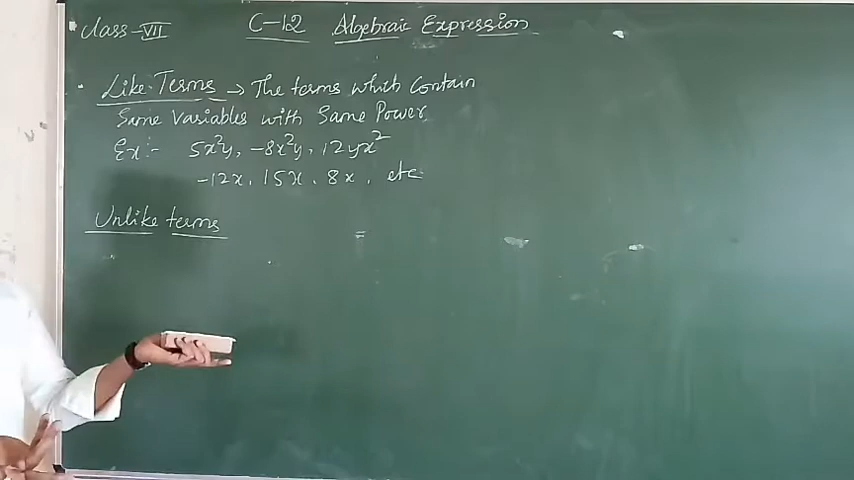 Class-VII C-12 Algebraic Expression
Like Terms → The terms which Contain
Same Variables with Same Power
Ex:- 5x²y, -8x²y, 12yx²
-12x, 15x, 8x, etc.
Unlike terms